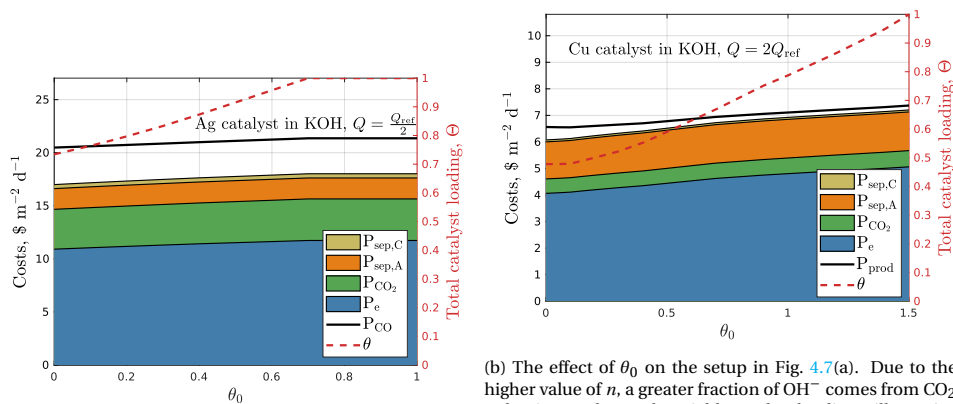 Ag catalyst in KOH, Q = Q_ref/2
Costs, $ m⁻² d⁻¹
25
20
15
10
5
0
1
0.9
0.8
0.7
0.6
0.5
0.4
0.3
0.2
0.1
0
Total catalyst loading, Θ
P_sep,C
P_sep,A
P_CO₂
P_e
P_CO
θ
0 0.2 0.4 0.6 0.8 1
θ₀
Cu catalyst in KOH, Q = 2Q_ref
Costs, $ m⁻² d⁻¹
10
9
8
7
6
5
4
3
2
1
0
1
0.9
0.8
0.7
0.6
0.5
0.4
0.3
0.2
0.1
0
Total catalyst loading, Θ
P_sep,C
P_sep,A
P_CO₂
P_e
P_prod
θ
0 0.5 1 1.5
θ₀
(b) The effect of θ₀ on the setup in Fig. 4.7(a). Due to the
higher value of n, a greater fraction of OH⁻ comes from CO₂